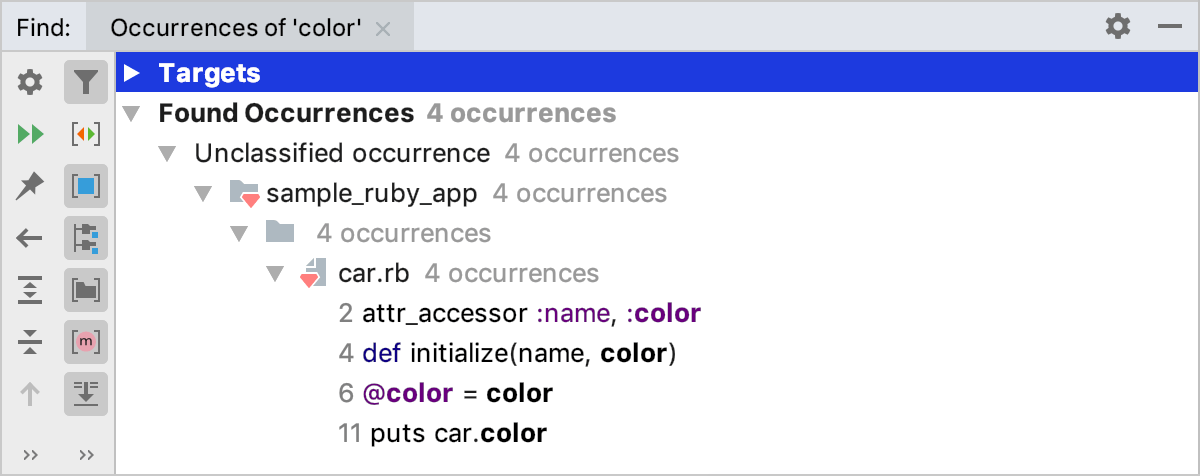 Find: Occurrences of 'color'
Targets
Found Occurrences 4 occurrences
Unclassified occurrence 4 occurrences
sample_ruby_app 4 occurrences
4 occurrences
car.rb 4 occurrences
2 attr_accessor :name, :color
4 def initialize(name, color)
6 @color = color
11 puts car.color